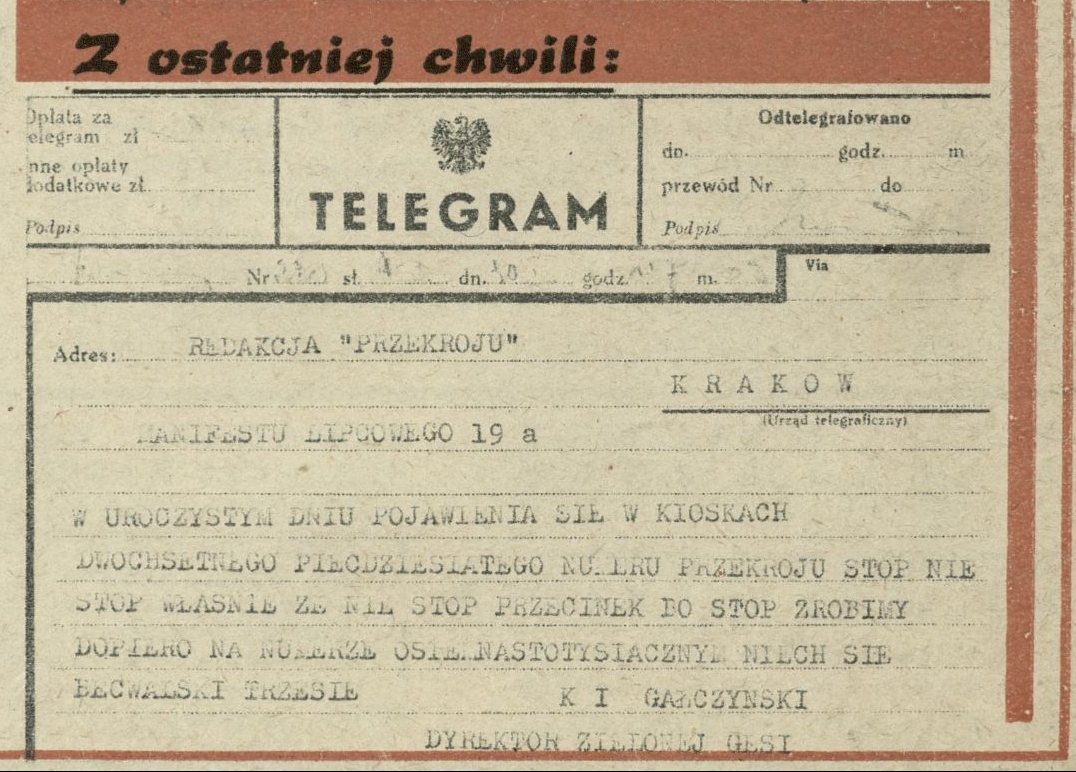 Z ostatniej chwili:
Opłata za
telegram zł
Inne opłaty
dodatkowe zł
Podpis
TELEGRAM
Odtelegrafowano
dn. godz. m
przewód Nr do
Podpis
Nr sł. dn. godz. m.
Via
Adres: REDAKCJA "PRZEKROJU"
KRAKOW
(Urząd telegraficzny)
MANIFESTU LIPCOWEGO 19 a
W UROCZYSTYM DNIU POJAWIENIA SIE W KIOSKACH
DWOCHSETNEGO PIECDZIESIATEGO NUMERU PRZEKROJU STOP NIE
STOP WŁASNIE ZE NIE STOP PRZECINEK BO STOP ZROBIMY
DOPIERO NA NUMERZE OSIEMNASTOTYSIACZNYM NIECH SIE
BECWALSKI TRZESIE K I GAŁCZYNSKI
DYREKTOR ZIELONEJ GESI